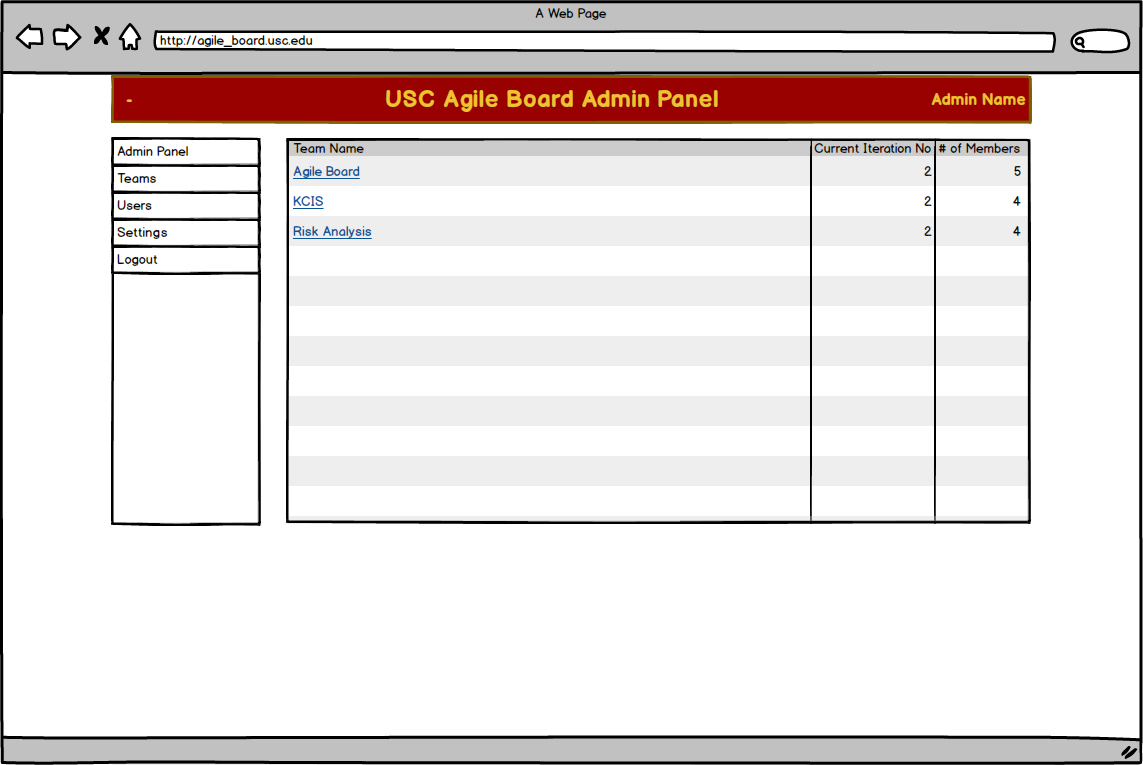 A Web Page
http://agile_board.usc.edu
- USC Agile Board Admin Panel Admin Name
Admin Panel
Teams
Users
Settings
Logout
Team Name Current Iteration No # of Members
Agile Board 2 5
KCIS 2 4
Risk Analysis 2 4